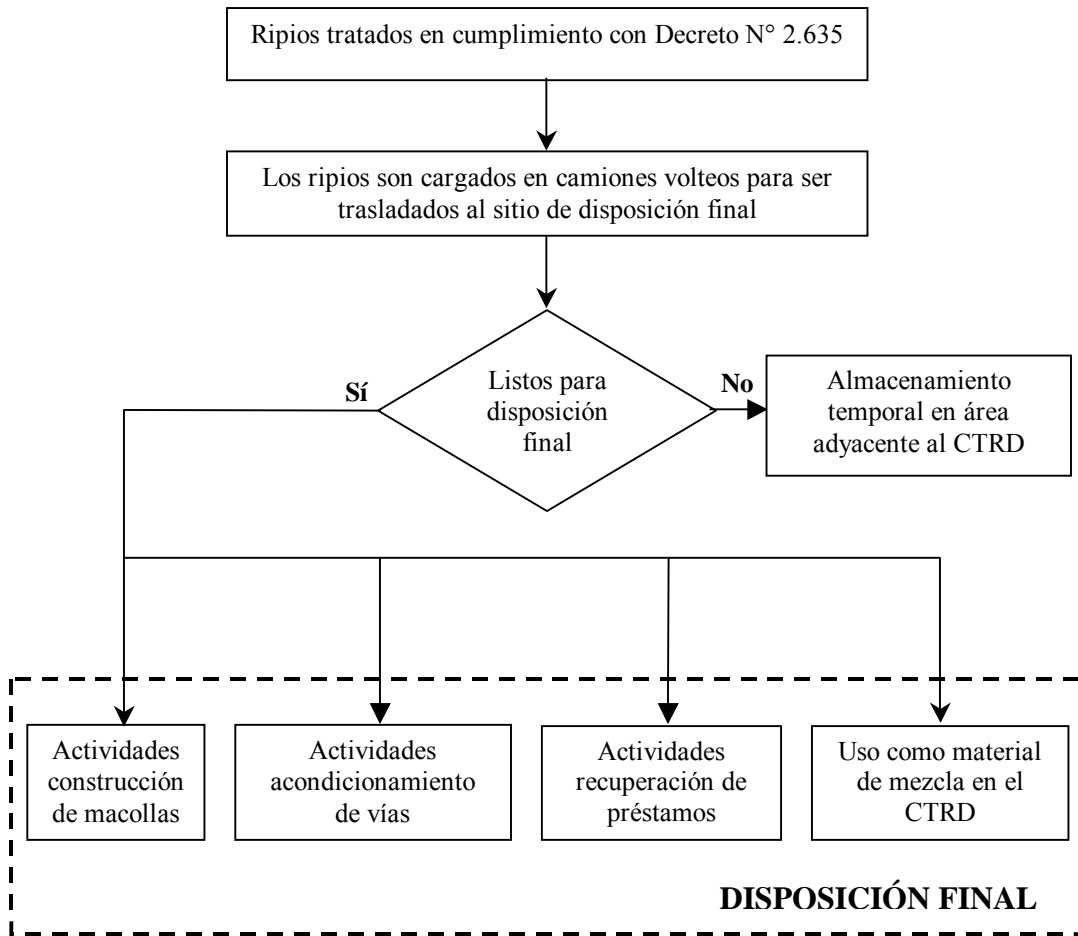 Ripios tratados en cumplimiento con Decreto N° 2.635
Los ripios son cargados en camiones volteos para ser
trasladados al sitio de disposición final
Listos para
disposición
final
Sí
No
Almacenamiento
temporal en área
adyacente al CTRD
Actividades
construcción
de macollas
Actividades
acondicionamiento
de vías
Actividades
recuperación de
préstamos
Uso como material
de mezcla en el
CTRD
DISPOSICIÓN FINAL